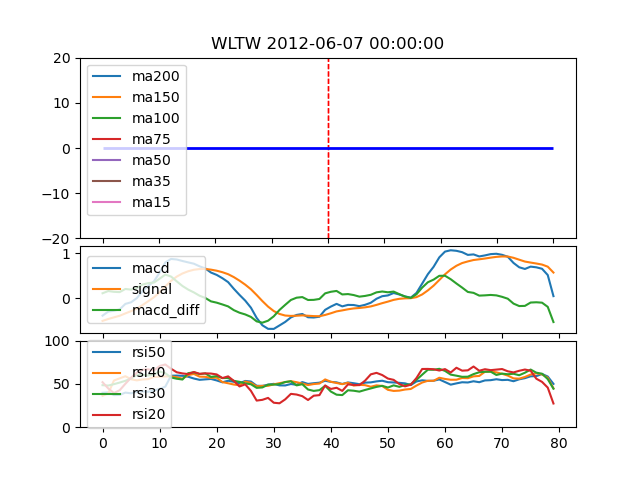 WLTW 2012-06-07 00:00:00
20
10
0
−10
−20
ma200
ma150
ma100
ma75
ma50
ma35
ma15
1
0
macd
signal
macd_diff
100
50
0
rsi50
rsi40
rsi30
rsi20
0 10 20 30 40 50 60 70 80